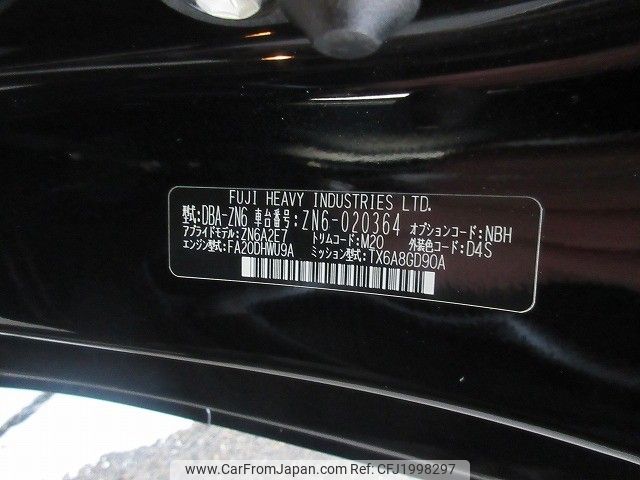 FUJI HEAVY INDUSTRIES LTD.
型式:DBA-ZN6 車台番号:ZN6-020364 オプションコード:NBH
アプライドモデル:ZN6A2E7 トリムコード:M20 外装色コード:D4S
エンジン型式:FA20DHWU9A ミッション型式:TX6A8GD90A
www.CarFromJapan.com | Stock ID: CFJ1998297